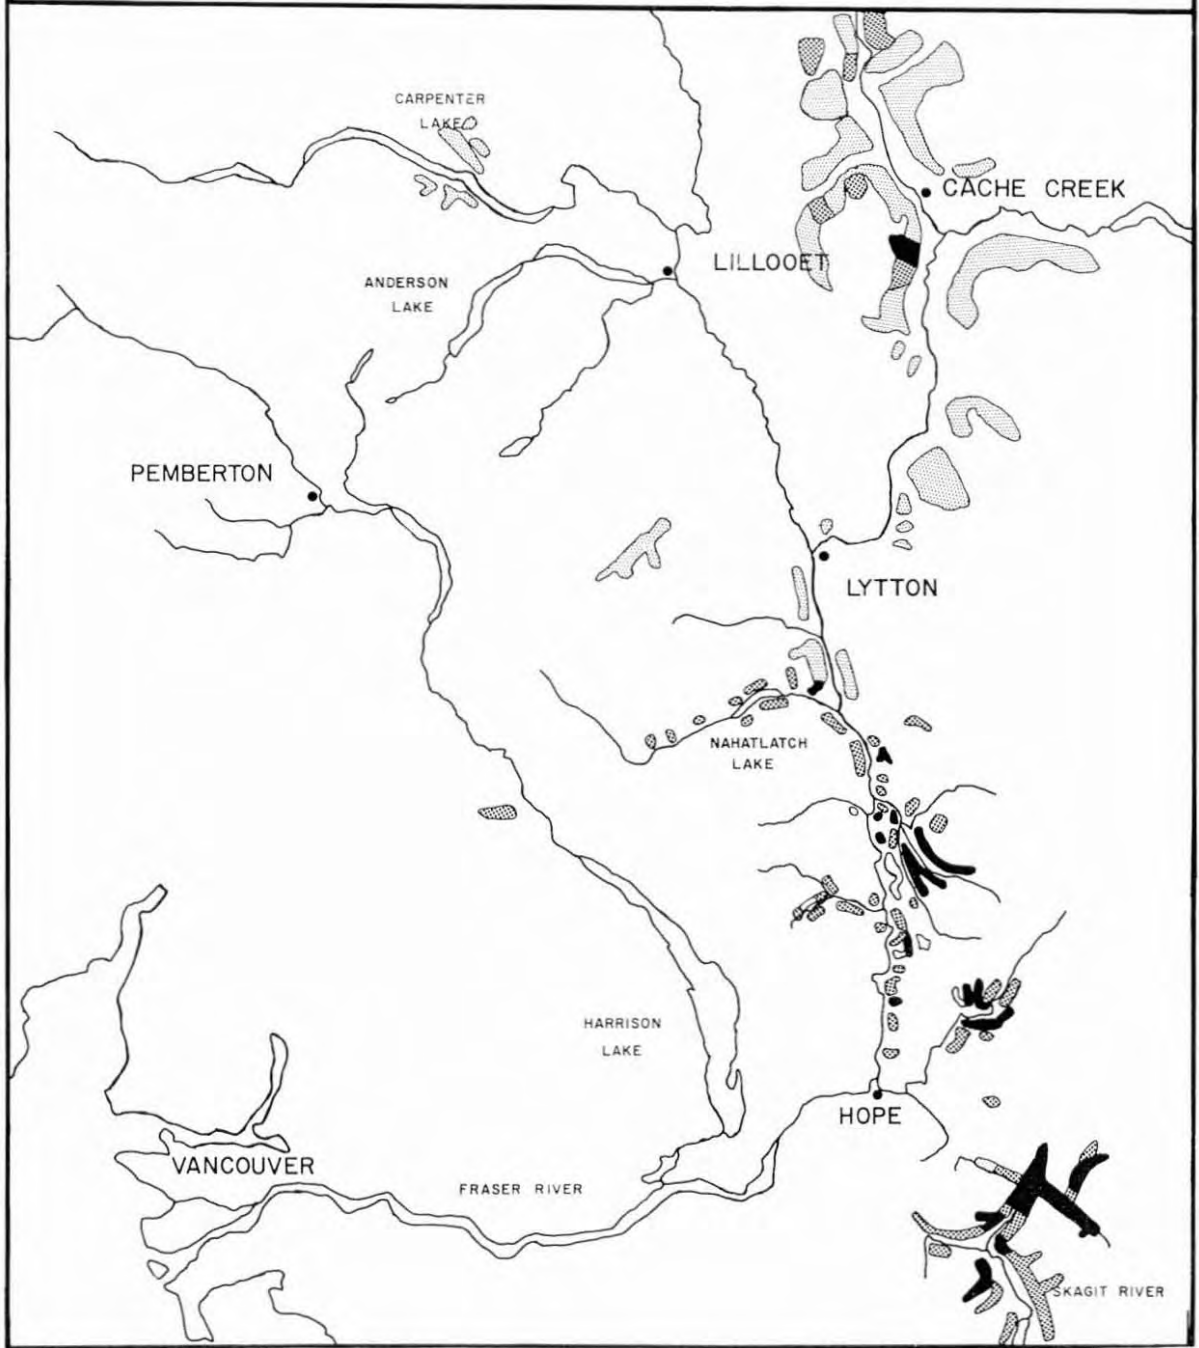 CARPENTER
LAKE
CACHE CREEK
LILLOOET
ANDERSON
LAKE
PEMBERTON
LYTTON
NAHATLATCH
LAKE
HARRISON
LAKE
HOPE
VANCOUVER
FRASER RIVER
SKAGIT RIVER